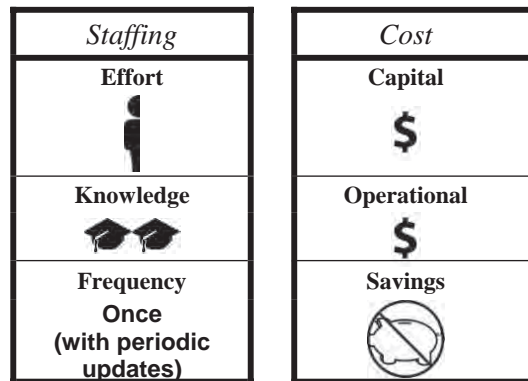 Staffing
Effort
Knowledge
Frequency
Once
(with periodic
updates)
Cost
Capital
$
Operational
$
Savings